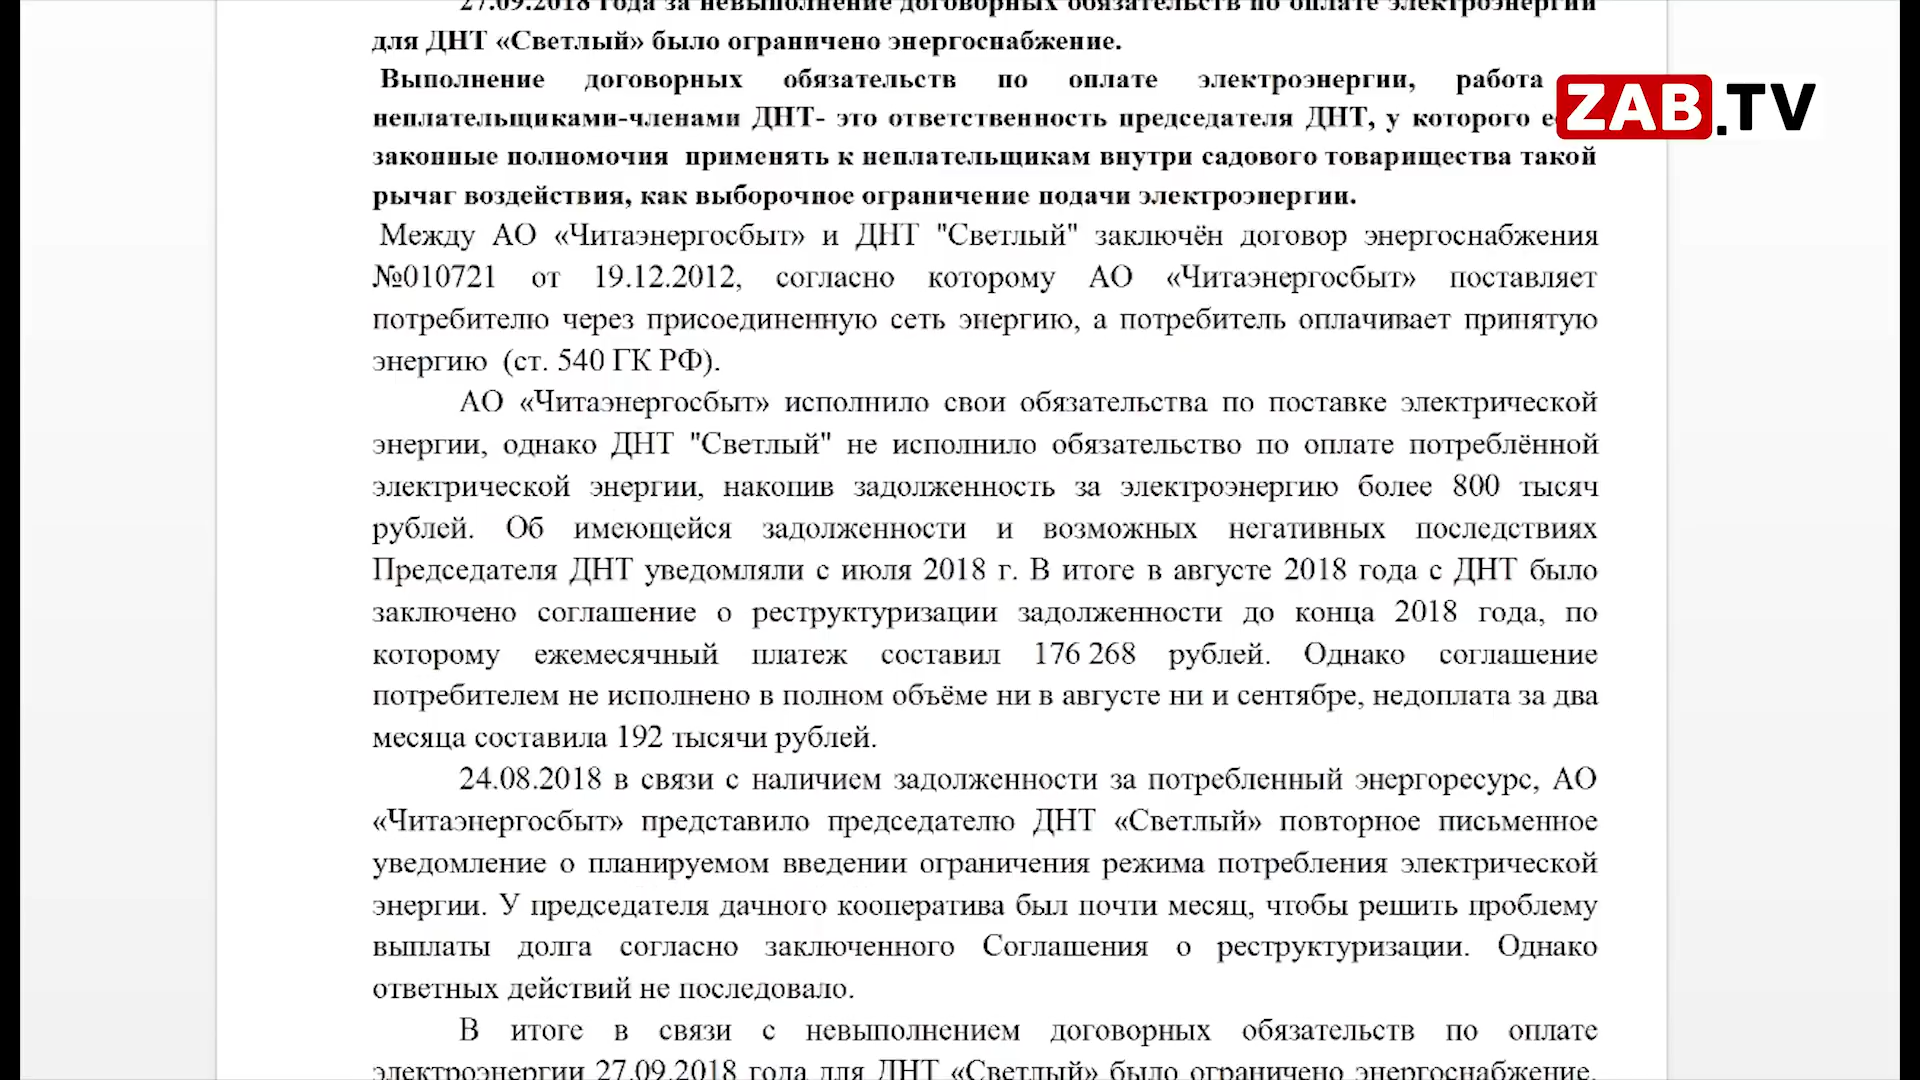 27.09.2018 года за невыполнение договорных обязательств по оплате электроэнергии
для ДНТ «Светлый» было ограничено энергоснабжение.
Выполнение договорных обязательств по оплате электроэнергии, работа
ZAB.TV
неплательщиками-членами ДНТ- это ответственность председателя ДНТ, у которого
законные полномочия применять к неплательщикам внутри садового товарищества такой
рычаг воздействия, как выборочное ограничение подачи электроэнергии.
Между АО «Читаэнергосбыт» и ДНТ "Светлый" заключён договор энергоснабжения
№010721 от 19.12.2012, согласно которому АО «Читаэнергосбыт» поставляет
потребителю через присоединенную сеть энергию, а потребитель оплачивает принятую
энергию (ст. 540 ГК РФ).
АО «Читаэнергосбыт» исполнило свои обязательства по поставке электрической
энергии, однако ДНТ "Светлый" не исполнило обязательство по оплате потреблённой
электрической энергии, накопив задолженность за электроэнергию более 800 тысяч
рублей. Об имеющейся задолженности и возможных негативных последствиях
Председателя ДНТ уведомляли с июля 2018 г. В итоге в августе 2018 года с ДНТ было
заключено соглашение о реструктуризации задолженности до конца 2018 года, по
которому ежемесячный платеж составил 176 268 рублей. Однако соглашение
потребителем не исполнено в полном объёме ни в августе ни и сентябре, недоплата за два
месяца составила 192 тысячи рублей.
24.08.2018 в связи с наличием задолженности за потребленный энергоресурс, АО
«Читаэнергосбыт» представило председателю ДНТ «Светлый» повторное письменное
уведомление о планируемом введении ограничения режима потребления электрической
энергии. У председателя дачного кооператива был почти месяц, чтобы решить проблему
выплаты долга согласно заключенного Соглашения о реструктуризации. Однако
ответных действий не последовало.
В итоге в связи с невыполнением договорных обязательств по оплате
электроэнергии 27.09.2018 года для ДНТ «Светлый» было ограничено энергоснабжение.